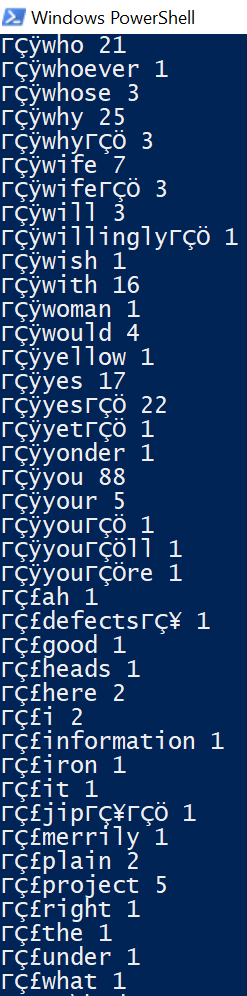 Windows PowerShell
ΓÇÿwho 21
ΓÇÿwhoever 1
ΓÇÿwhose 3
ΓÇÿwhy 25
ΓÇÿwhyΓÇÖ 3
ΓÇÿwife 7
ΓÇÿwifeΓÇÖ 3
ΓÇÿwill 3
ΓÇÿwillinglyΓÇÖ 1
ΓÇÿwish 1
ΓÇÿwith 16
ΓÇÿwoman 1
ΓÇÿwould 4
ΓÇÿyellow 1
ΓÇÿyes 17
ΓÇÿyesΓÇÖ 22
ΓÇÿyetΓÇÖ 1
ΓÇÿyonder 1
ΓÇÿyou 88
ΓÇÿyour 5
ΓÇÿyouΓÇÖ 1
ΓÇÿyouΓÇÖll 1
ΓÇÿyouΓÇÖre 1
ΓÇ£ah 1
ΓÇ£defectsΓÇ¥ 1
ΓÇ£good 1
ΓÇ£heads 1
ΓÇ£here 2
ΓÇ£i 2
ΓÇ£information 1
ΓÇ£iron 1
ΓÇ£it 1
ΓÇ£jipΓÇ¥ΓÇÖ 1
ΓÇ£merrily 1
ΓÇ£plain 2
ΓÇ£project 5
ΓÇ£right 1
ΓÇ£the 1
ΓÇ£under 1
ΓÇ£what 1